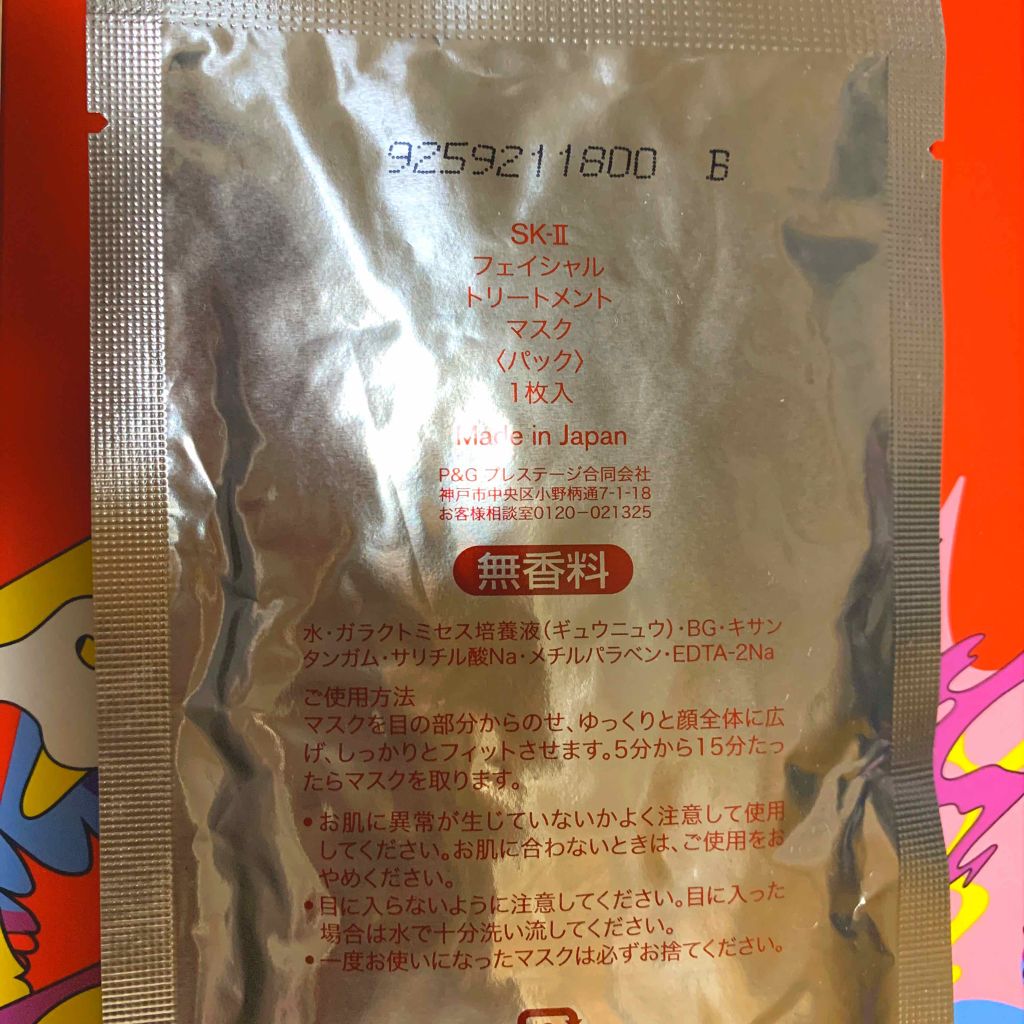 9259211800 B
SK-Ⅱ
フェイシャル
トリートメント
マスク
〈パック〉
1枚入
Made in Japan
P&G プレステージ合同会社
神戸市中央区小野柄通7-1-18
お客様相談室0120-021325
無香料
水・ガラクトミセス培養液(ギュウニュウ)・BG・キサン
タンガム・サリチル酸Na・メチルパラベン・EDTA-2Na
ご使用方法
マスクを目の部分からのせ、ゆっくりと顔全体に広
げ、しっかりとフィットさせます。5分から15分たっ
たらマスクを取ります。
•お肌に異常が生じていないかよく注意して使用
してください。お肌に合わないときは、ご使用をお
やめください。
•目に入らないように注意してください。目に入った
場合は水で十分洗い流してください。
•一度お使いになったマスクは必ずお捨てください。